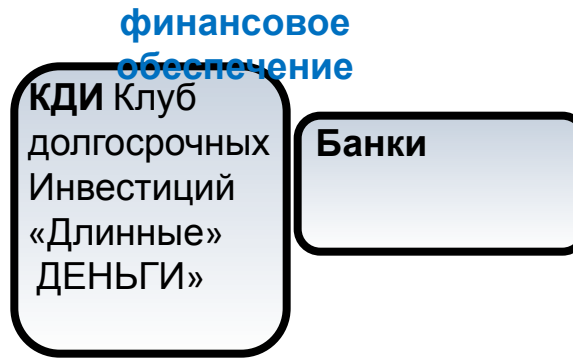 финансовое
обеспечение
КДИ Клуб
долгосрочных
Инвестиций
«Длинные»
ДЕНЬГИ»
Банки